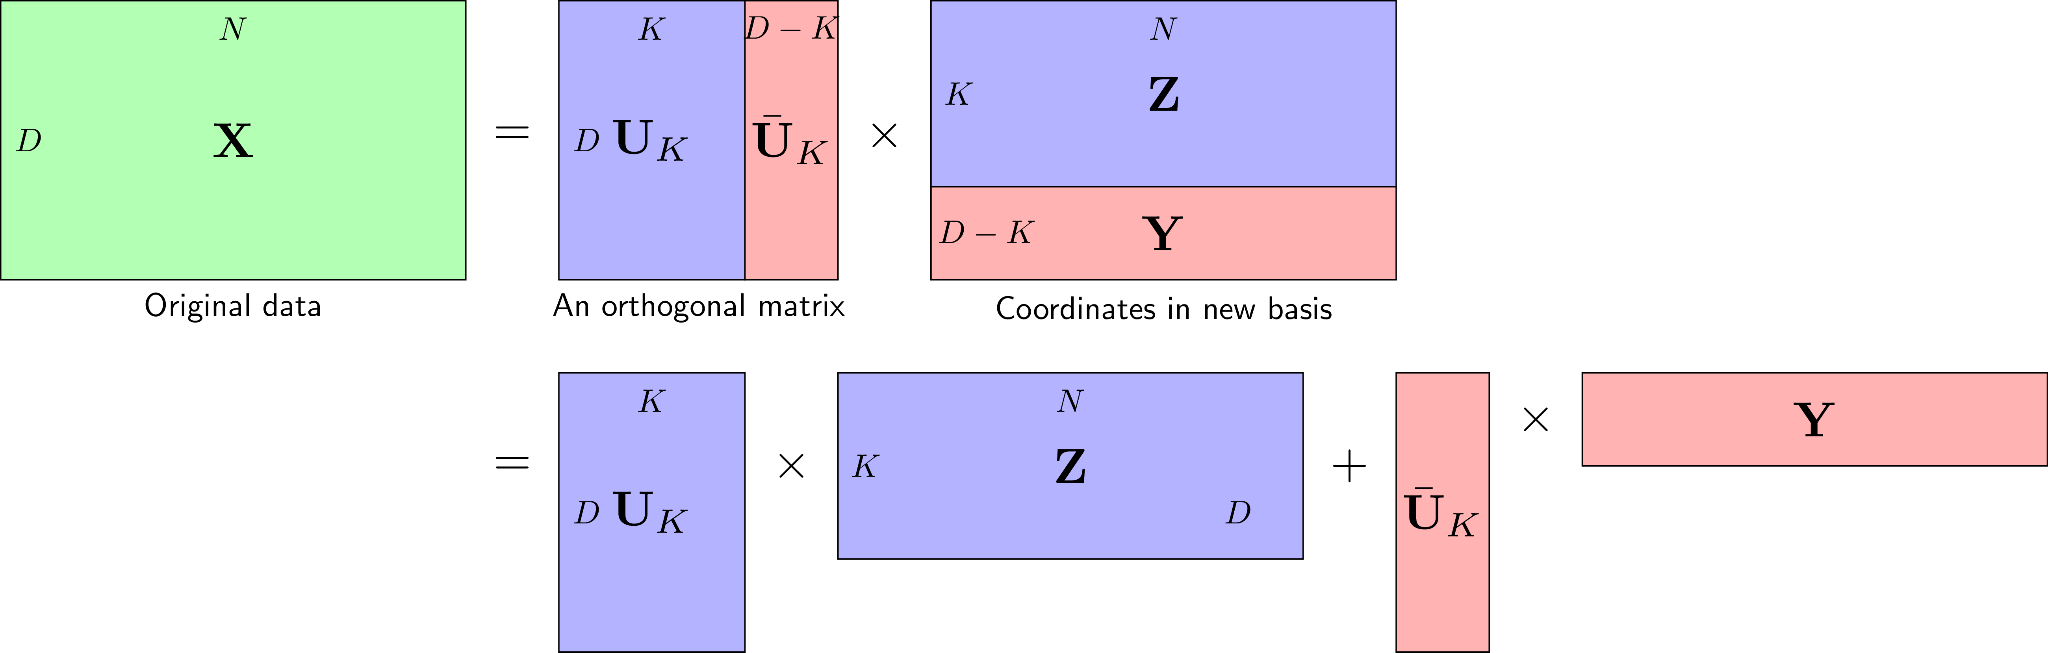 N K D − K N
K Z
D X = D U_K Ū_K ×
D − K Y
Original data An orthogonal matrix Coordinates in new basis
K N
× Y
= × K Z +
D U_K D Ū_K